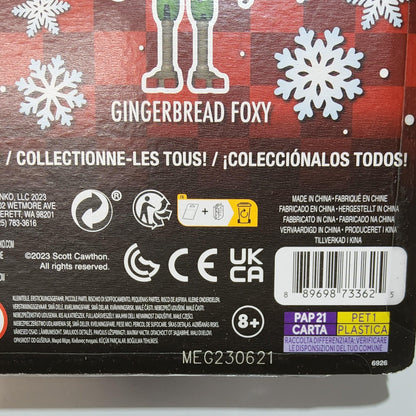 GINGERBREAD FOXY
/ COLLECTIONNE-LES TOUS! / ¡COLECCIÓNALOS TODOS!
NKO, LLC 2023
02 WETMORE AVE
ERETT, WA 98201
25) 783-3616
©2023 Scott Cawthon.
All rights reserved.
FR
CE
UK
CA
MADE IN CHINA • FABRIQUÉ EN CHINE
FABRICADO EN CHINA • HERGESTELLT IN CHINA
FABBRICATO IN CINA • FABRICADO NA CHINA
VERVAARDIGD IN CHINA • PRODUCERET I KINA
TILLVERKAD I KINA
8 89698 73362 5
8+
PAP 21
CARTA
PET 1
PLASTICA
RACCOLTA DIFFERENZIATA: VERIFICARE
LE DISPOSIZIONI DEL TUO COMUNE
MEG230621
6926